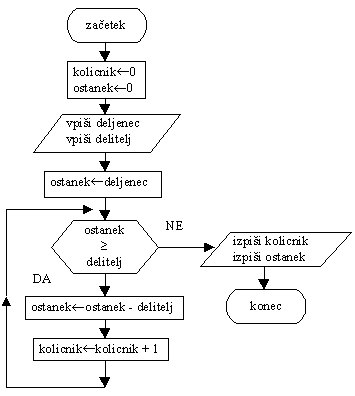 začetek
kolicnik←0
ostanek←0
vpiši deljenec
vpiši delitelj
ostanek←deljenec
ostanek
≥
delitelj
NE
izpiši kolicnik
izpiši ostanek
konec
DA
ostanek←ostanek - delitelj
kolicnik←kolicnik + 1